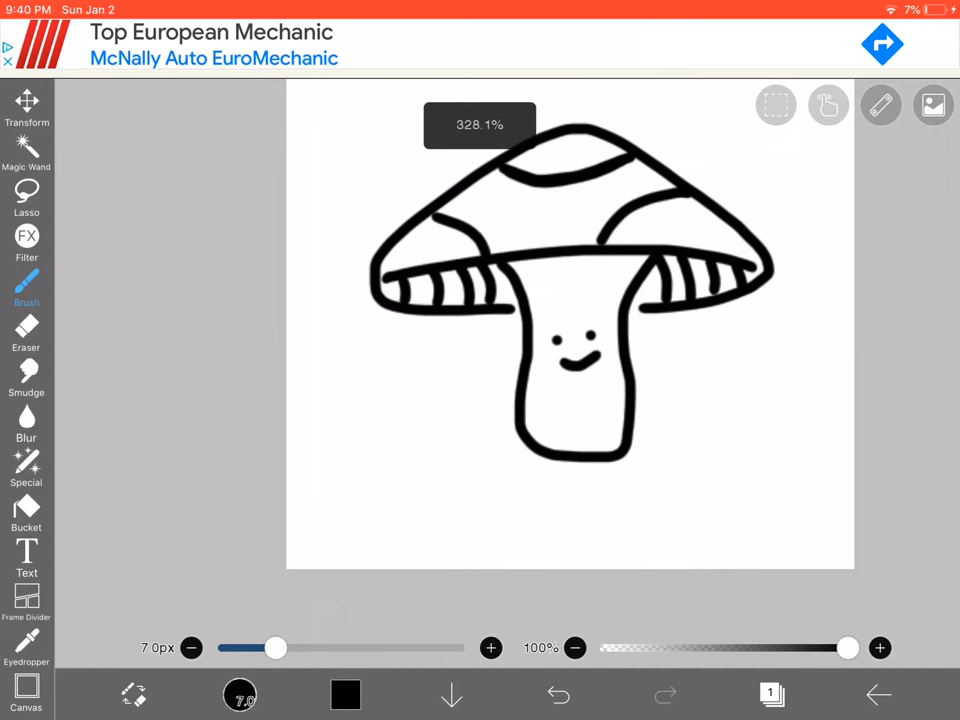 9:40 PM Sun Jan 2
7%
Top European Mechanic
McNally Auto EuroMechanic
328.1%
Transform
Magic Wand
Lasso
FX
Filter
Brush
Eraser
Smudge
Blur
Special
Bucket
T
Text
Frame Divider
Eyedropper
Canvas
7.0px
100%
7.0
1